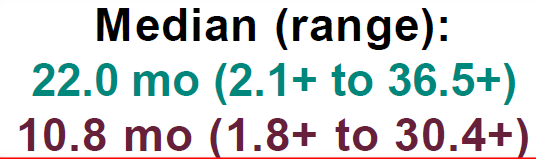 Median (range):
22.0 mo (2.1+ to 36.5+)
10.8 mo (1.8+ to 30.4+)